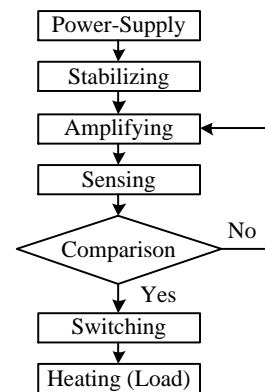 Power-Supply
Stabilizing
Amplifying
Sensing
Comparison
No
Yes
Switching
Heating (Load)